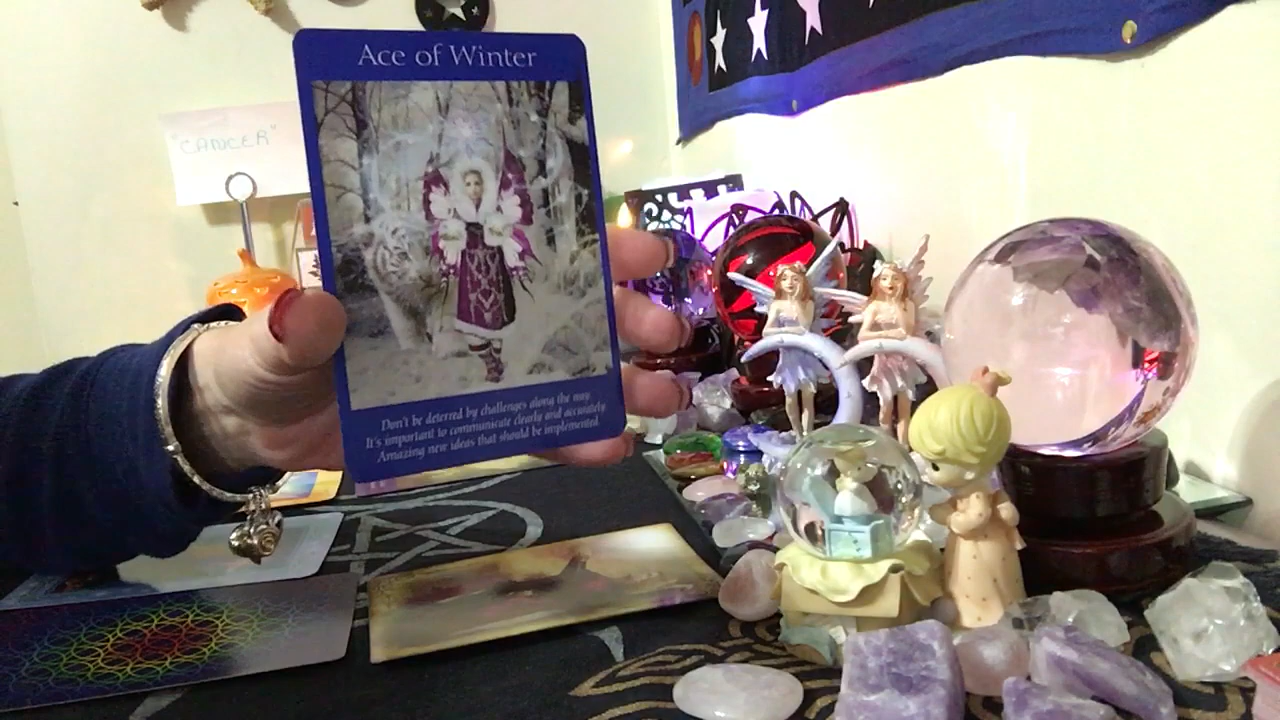 Ace of Winter
"CANCER"
Don't be deterred by challenges along the way.
It's important to communicate clearly and accurately.
Amazing new ideas that should be implemented.